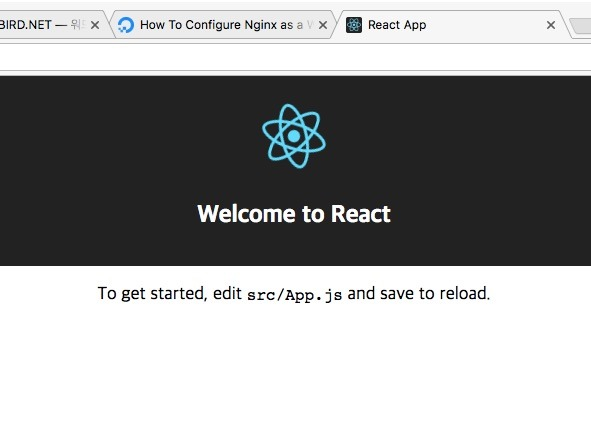 BIRD.NET — 위 How To Configure Nginx as a W React App
Welcome to React
To get started, edit src/App.js and save to reload.